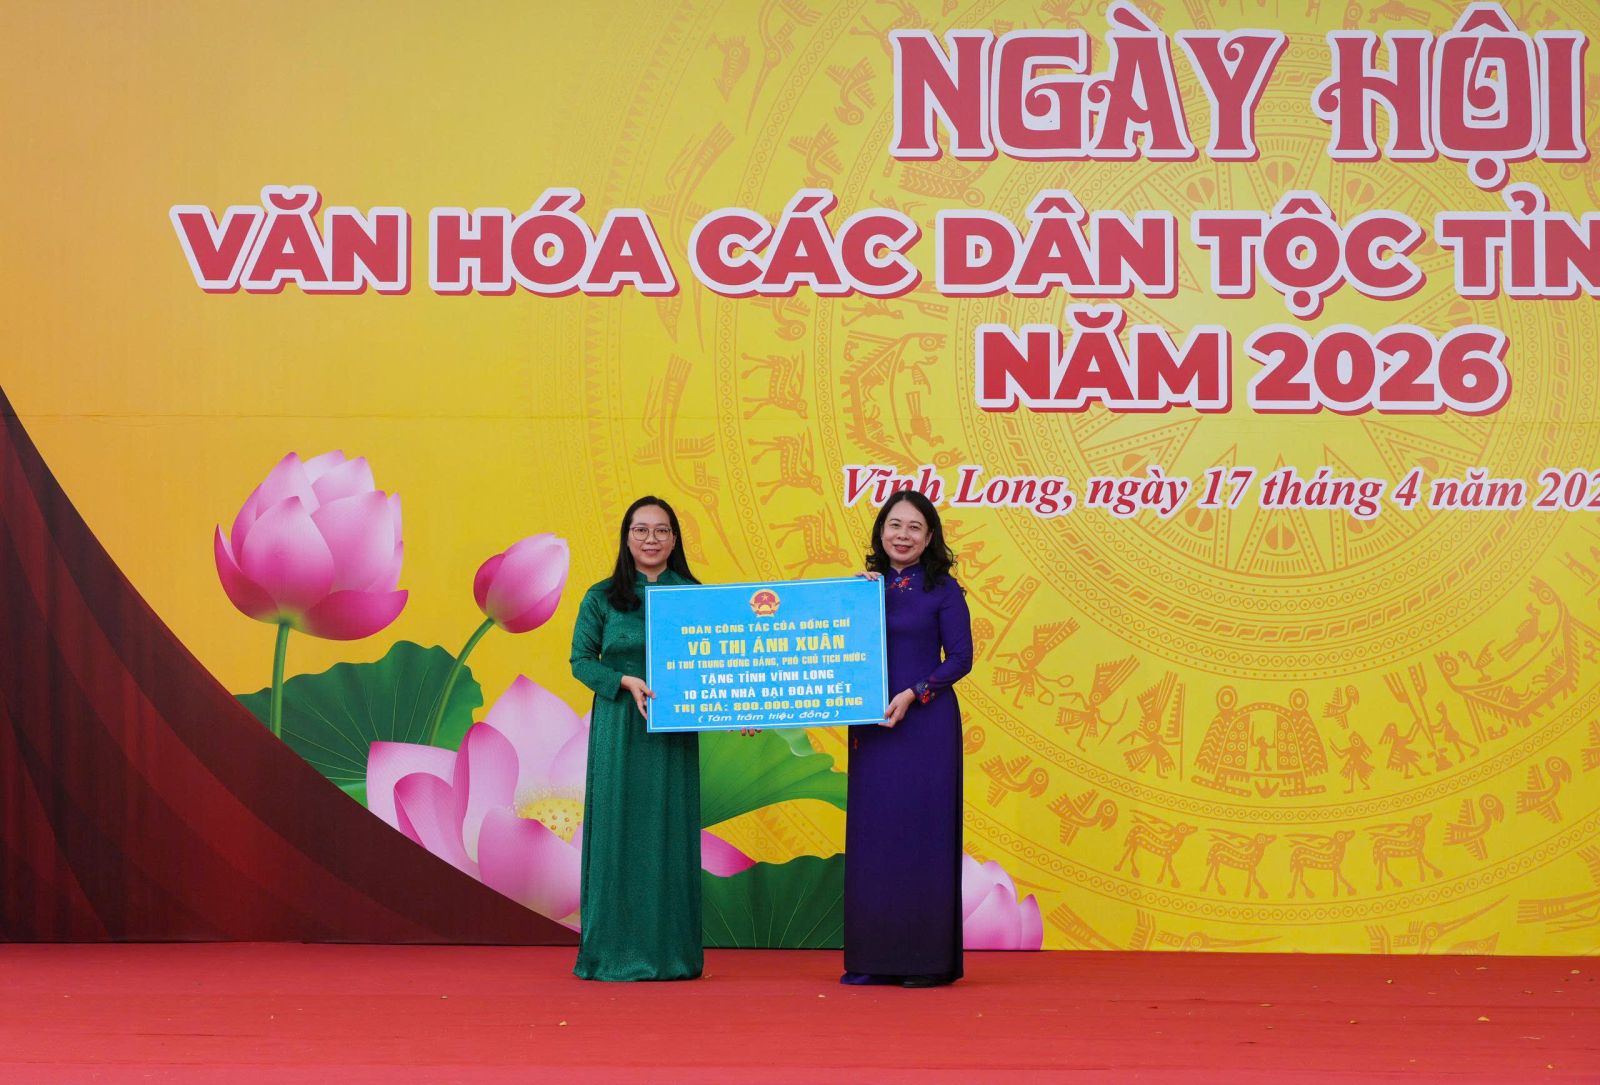 NGÀY HỘI
VĂN HÓA CÁC DÂN TỘC TỈN
NĂM 2026
Vĩnh Long, ngày 17 tháng 4 năm 202
ĐOÀN CÔNG TÁC CỦA ĐỒNG CHÍ
VÕ THỊ ÁNH XUÂN
BÍ THƯ TRUNG ƯƠNG ĐẢNG, PHÓ CHỦ TỊCH NƯỚC
TẶNG TỈNH VĨNH LONG
10 CĂN NHÀ ĐẠI ĐOÀN KẾT
TRỊ GIÁ: 800.000.000 ĐỒNG
( Tám trăm triệu đồng )